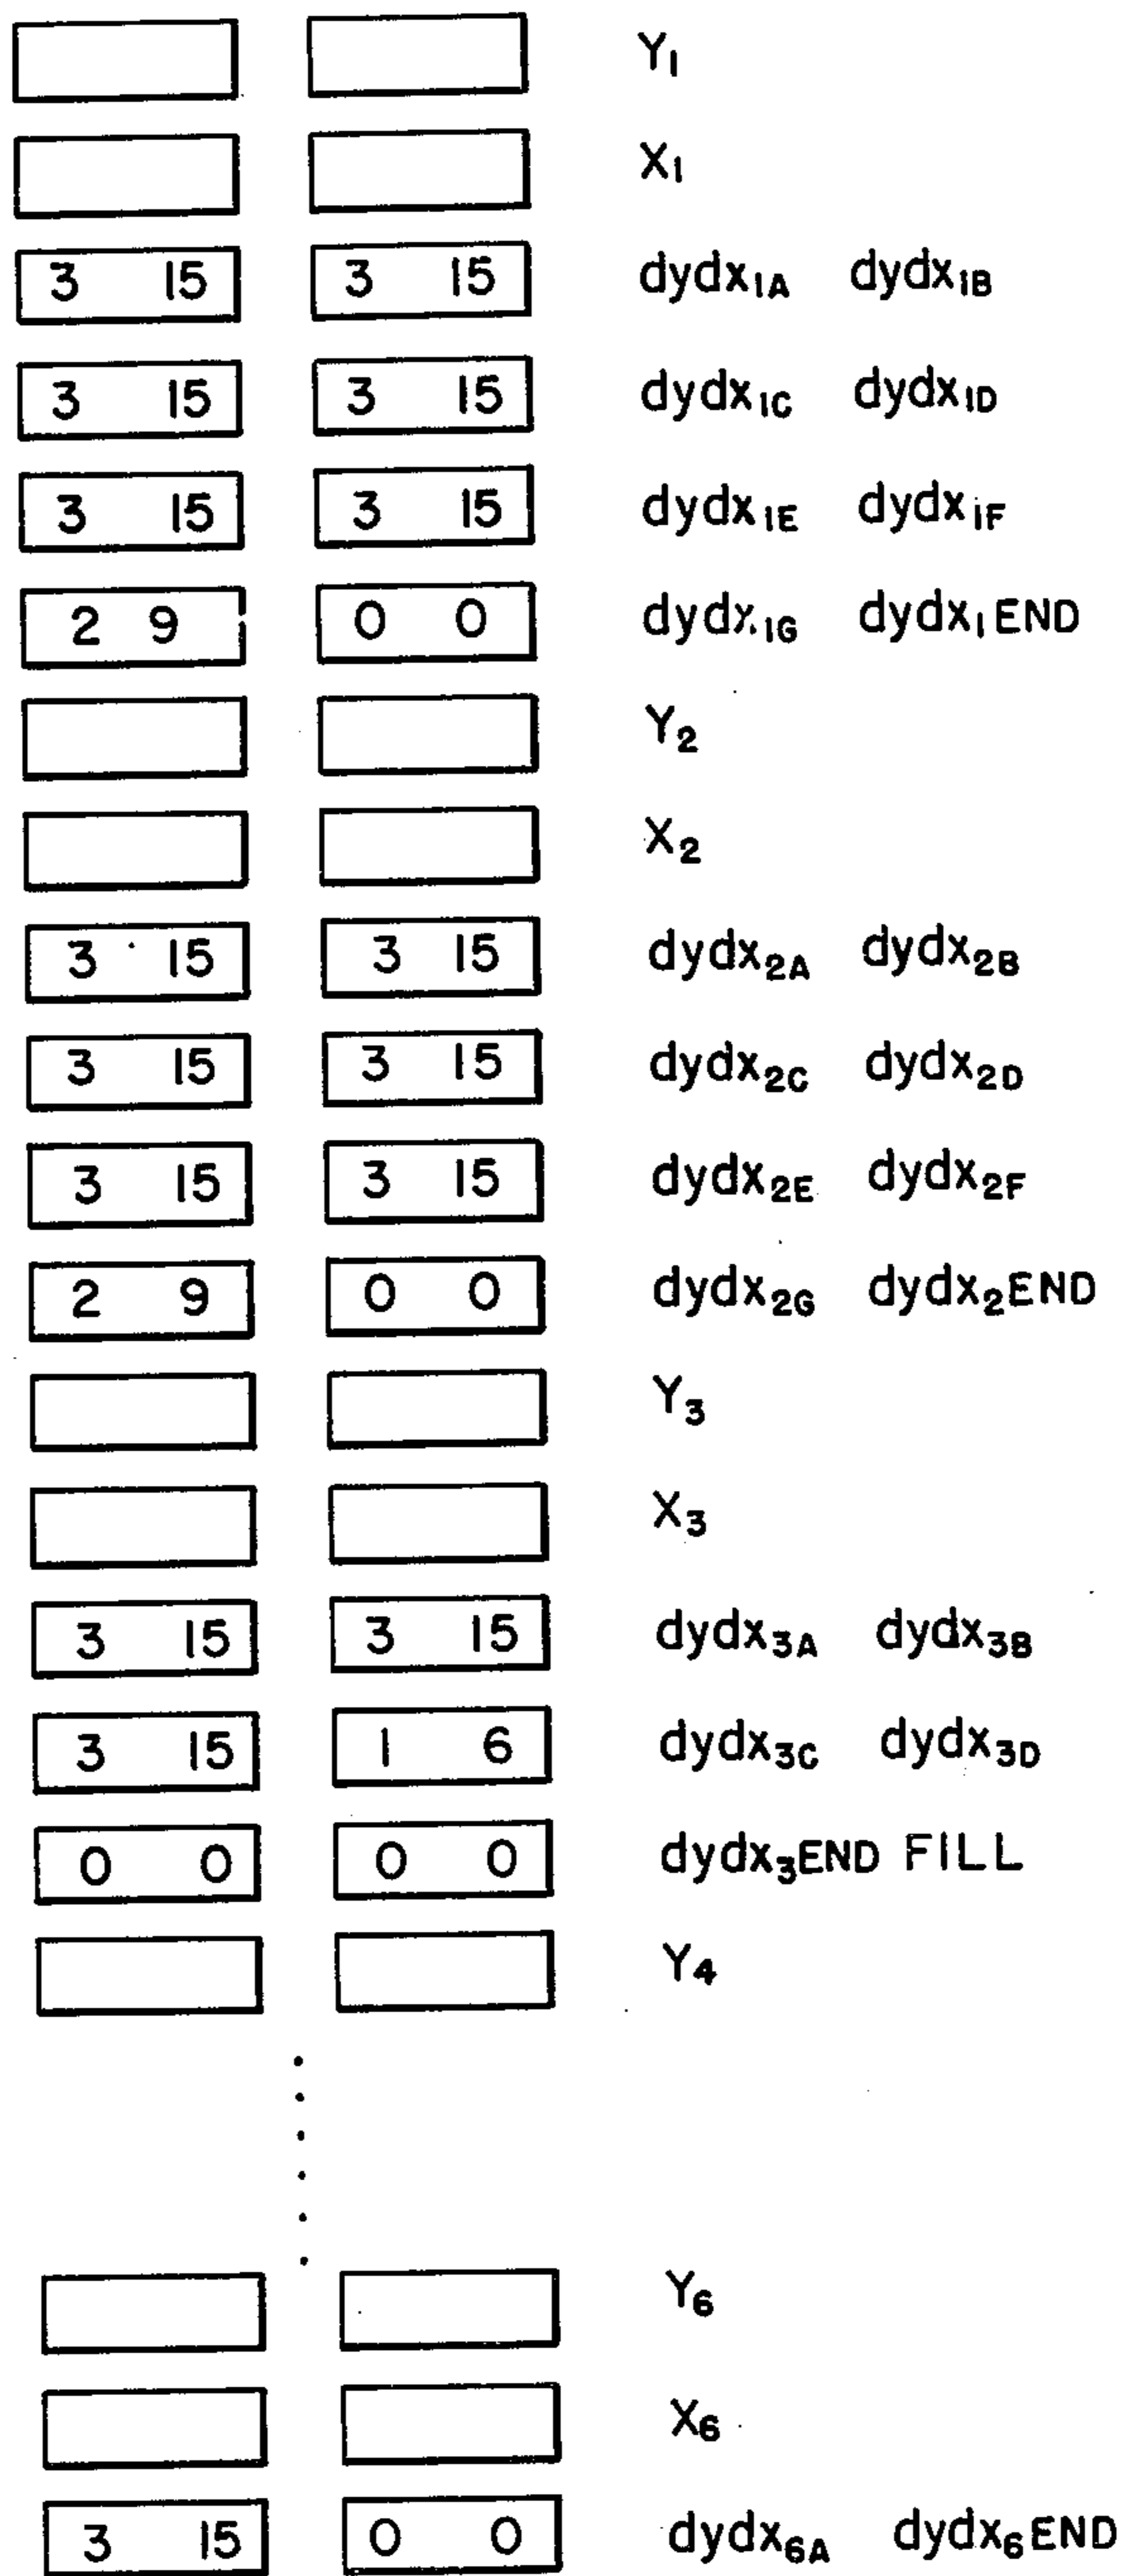 Y₁
X₁
3 15 3 15 dydx₁A dydx₁B
3 15 3 15 dydx₁C dydx₁D
3 15 3 15 dydx₁E dydx₁F
2 9 0 0 dydx₁G dydx₁END
Y₂
X₂
3 15 3 15 dydx₂A dydx₂B
3 15 3 15 dydx₂C dydx₂D
3 15 3 15 dydx₂E dydx₂F
2 9 0 0 dydx₂G dydx₂END
Y₃
X₃
3 15 3 15 dydx₃A dydx₃B
3 15 1 6 dydx₃C dydx₃D
0 0 0 0 dydx₃END FILL
Y₄
Y₆
X₆
3 15 0 0 dydx₆A dydx₆END